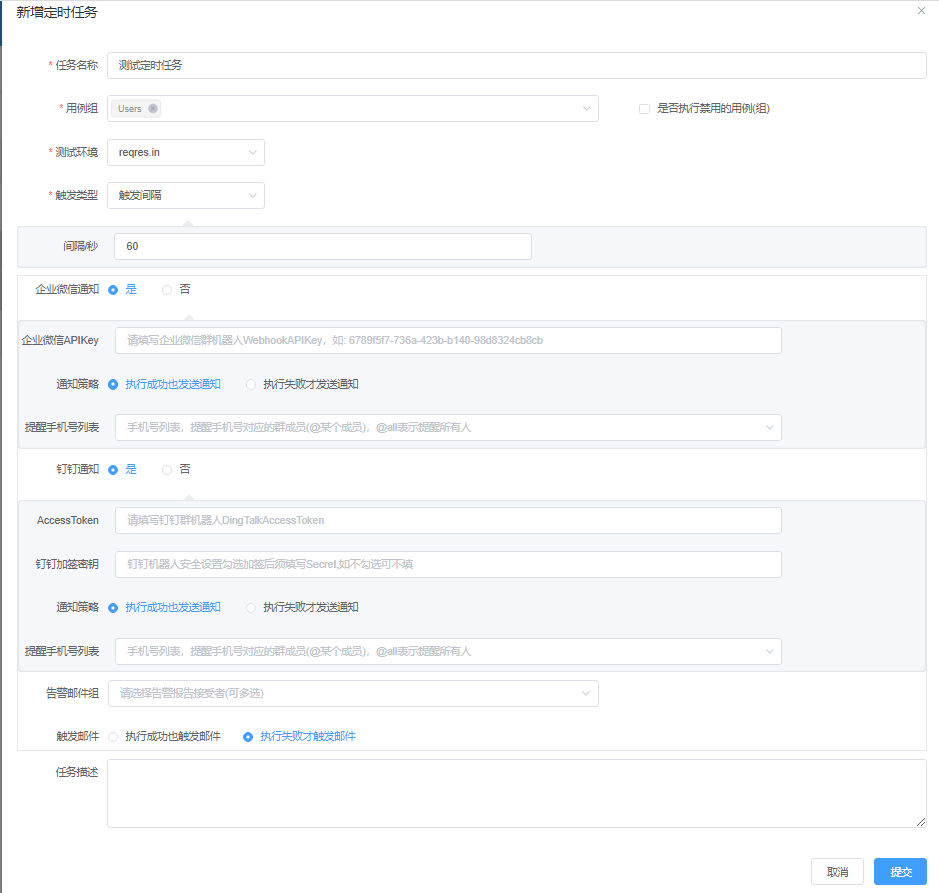 新增定时任务
* 任务名称 测试定时任务
* 用例组 Users 是否执行禁用的用例(组)
* 测试环境 reqres.in
* 触发类型 触发间隔
间隔/秒 60
企业微信通知 是 否
企业微信APIKey 请填写企业微信群机器人WebhookAPIKey，如: 6789f5f7-736a-423b-b140-98d8324cb8cb
通知策略 执行成功也发送通知 执行失败才发送通知
提醒手机号列表 手机号列表，提醒手机号对应的群成员(@某个成员)，@all表示提醒所有人
钉钉通知 是 否
AccessToken 请填写钉钉群机器人DingTalkAccessToken
钉钉加签密钥 钉钉机器人安全设置勾选加签后须填写Secret,如不勾选可不填
通知策略 执行成功也发送通知 执行失败才发送通知
提醒手机号列表 手机号列表，提醒手机号对应的群成员(@某个成员)，@all表示提醒所有人
告警邮件组 请选择告警报告接受者(可多选)
触发邮件 执行成功也触发邮件 执行失败才触发邮件
任务描述
取消 提交